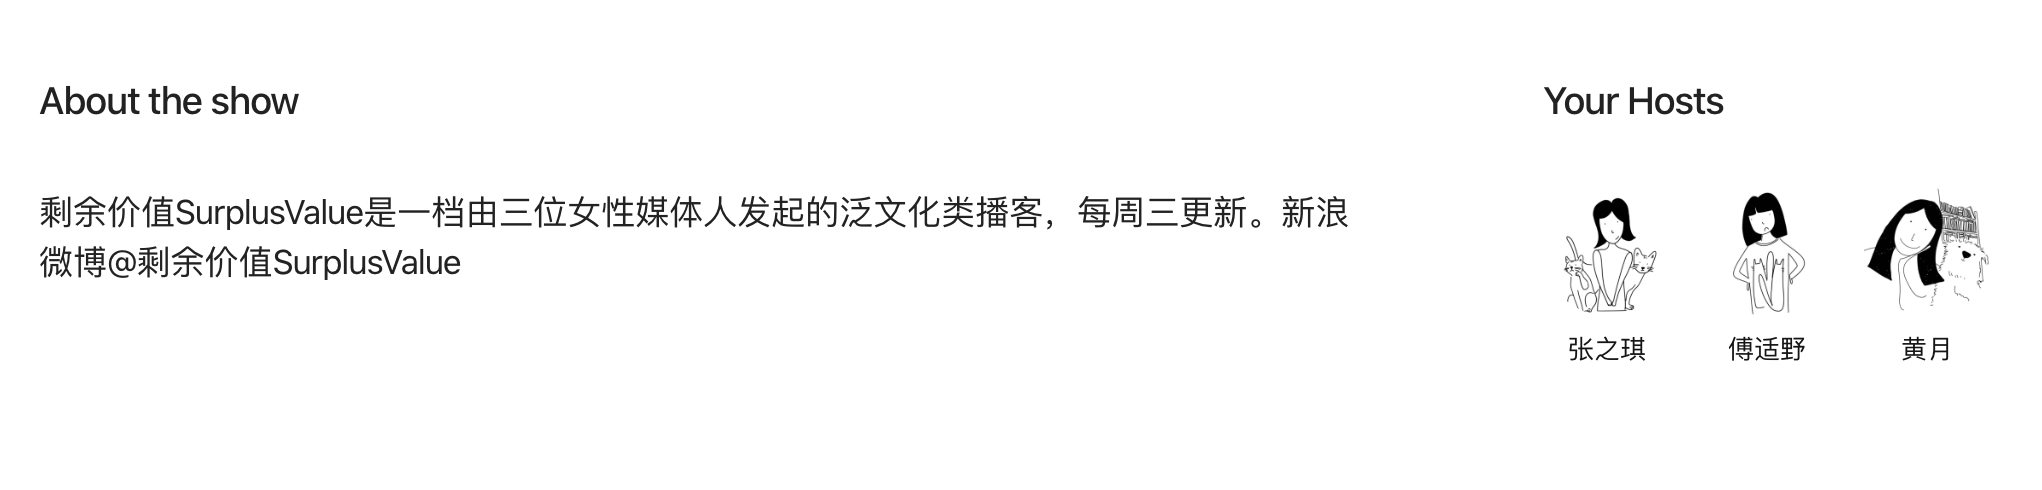 About the show
剩余价值SurplusValue是一档由三位女性媒体人发起的泛文化类播客，每周三更新。新浪
微博@剩余价值SurplusValue
Your Hosts
张之琪
傅适野
黄月